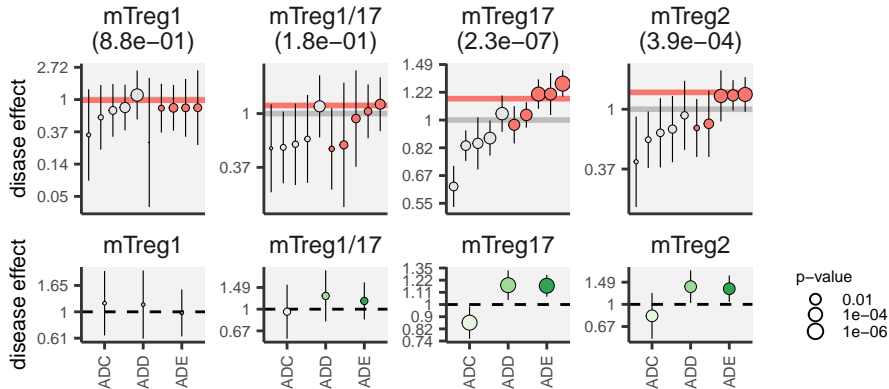 mTreg1
(8.8e−01)
mTreg1/17
(1.8e−01)
mTreg17
(2.3e−07)
mTreg2
(3.9e−04)
disase effect
2.72
1
0.37
0.14
0.05
1
0.37
1.49
1.22
1
0.82
0.67
0.55
1
0.37
mTreg1
mTreg1/17
mTreg17
mTreg2
disease effect
1.65
1
0.61
1.49
1
0.67
1.35
1.22
1.11
1
0.9
0.82
0.74
1.49
1
0.67
ADC
ADD
ADE
ADC
ADD
ADE
ADC
ADD
ADE
ADC
ADD
ADE
p−value
0.01
1e−04
1e−06